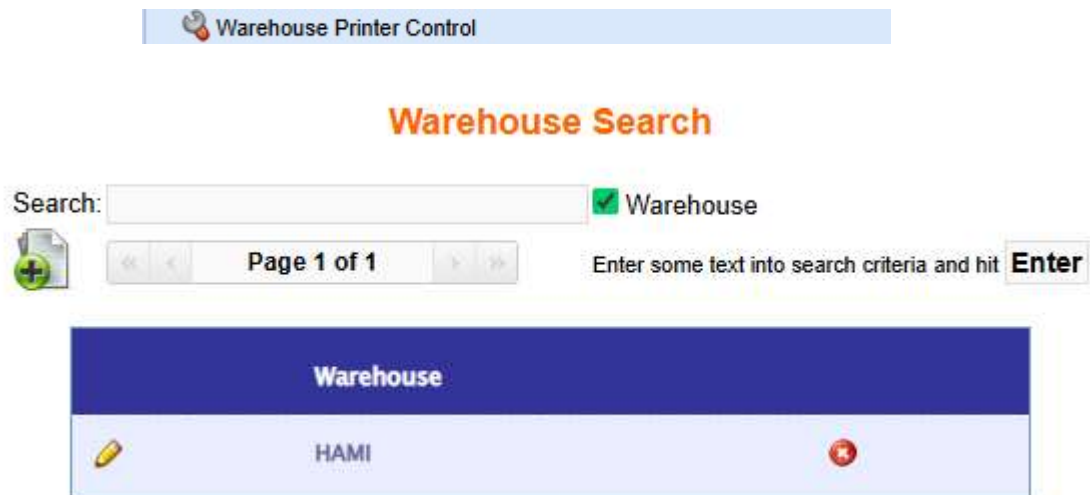 Warehouse Printer Control
Warehouse Search
Search: Warehouse
« < Page 1 of 1 > » Enter some text into search criteria and hit Enter
Warehouse
HAMI